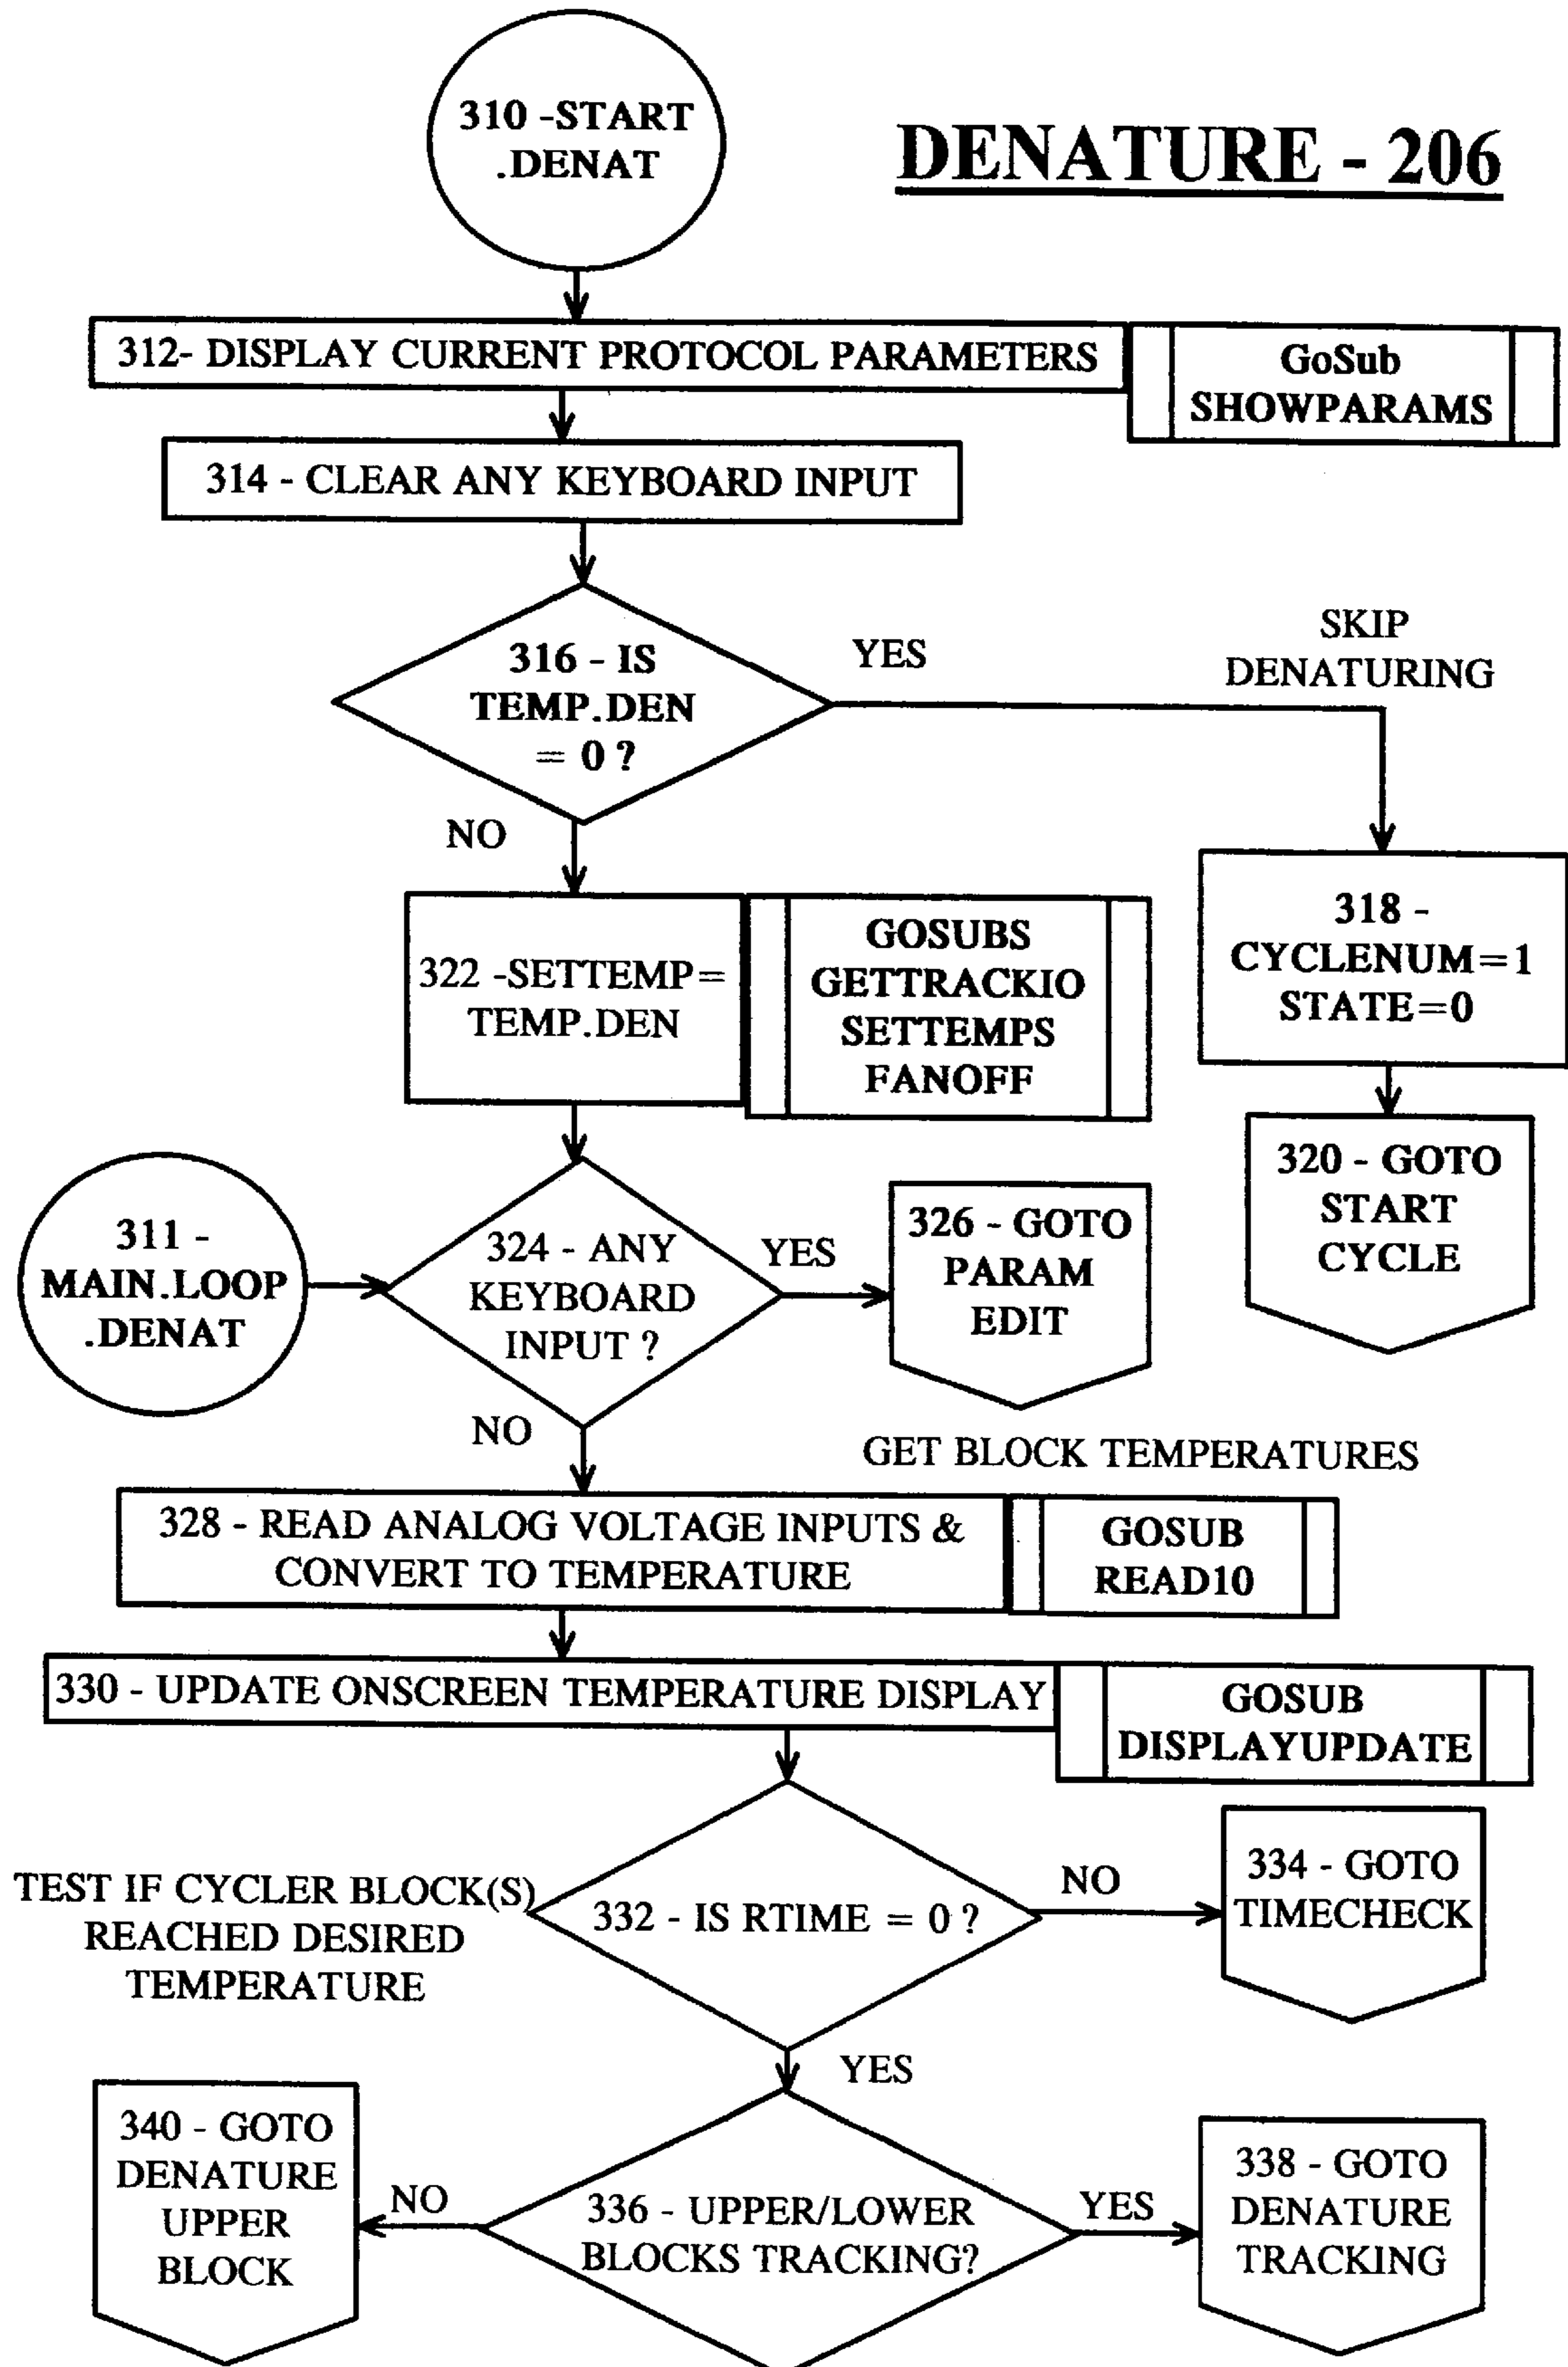 310 -START
.DENAT
DENATURE - 206
312- DISPLAY CURRENT PROTOCOL PARAMETERS
GoSub
SHOWPARAMS
314 - CLEAR ANY KEYBOARD INPUT
316 - IS
TEMP.DEN
= 0 ?
YES
SKIP
DENATURING
NO
318 -
CYCLENUM=1
STATE=0
322 -SETTEMP=
TEMP.DEN
GOSUBS
GETTRACKIO
SETTEMPS
FANOFF
320 - GOTO
START
CYCLE
311 -
MAIN.LOOP
.DENAT
324 - ANY
KEYBOARD
INPUT ?
YES
326 - GOTO
PARAM
EDIT
NO
GET BLOCK TEMPERATURES
328 - READ ANALOG VOLTAGE INPUTS &
CONVERT TO TEMPERATURE
GOSUB
READ10
330 - UPDATE ONSCREEN TEMPERATURE DISPLAY
GOSUB
DISPLAYUPDATE
TEST IF CYCLER BLOCK(S)
REACHED DESIRED
TEMPERATURE
332 - IS RTIME = 0 ?
NO
334 - GOTO
TIMECHECK
YES
340 - GOTO
DENATURE
UPPER
BLOCK
NO
336 - UPPER/LOWER
BLOCKS TRACKING?
YES
338 - GOTO
DENATURE
TRACKING